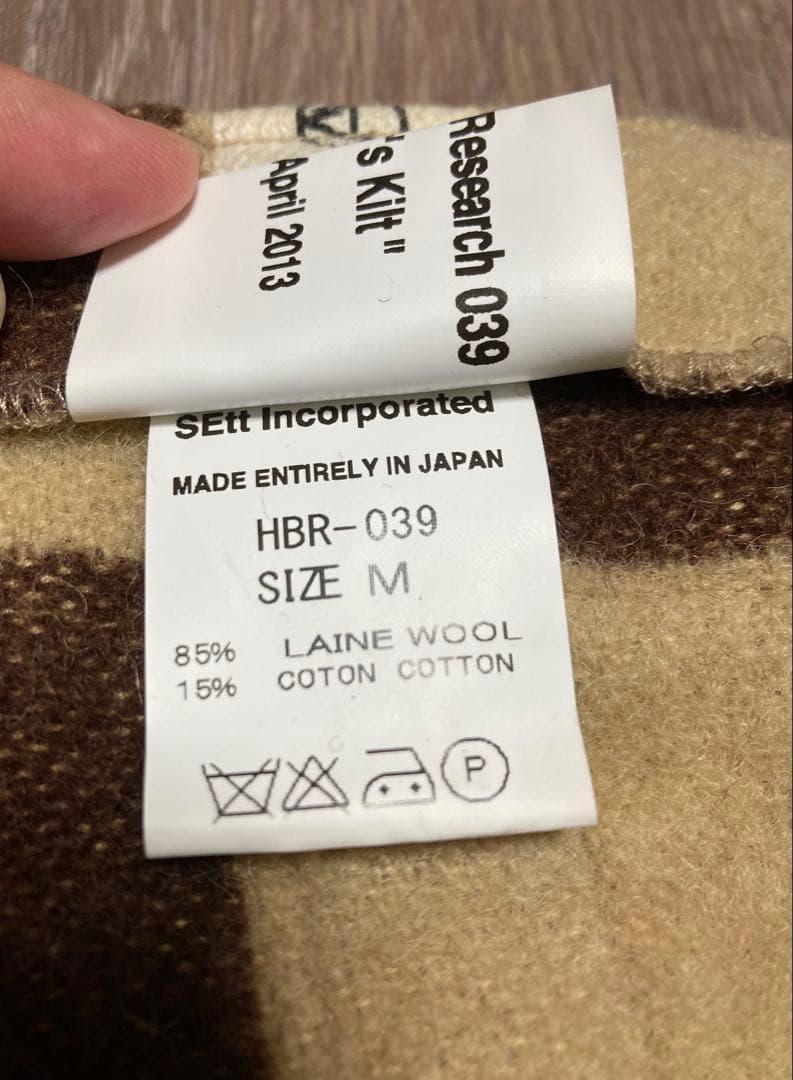 Research 039
's Kilt "
April 2013
SEtt Incorporated
MADE ENTIRELY IN JAPAN
HBR-039
SIZE M
85% LAINE WOOL
15% COTON COTTON
P